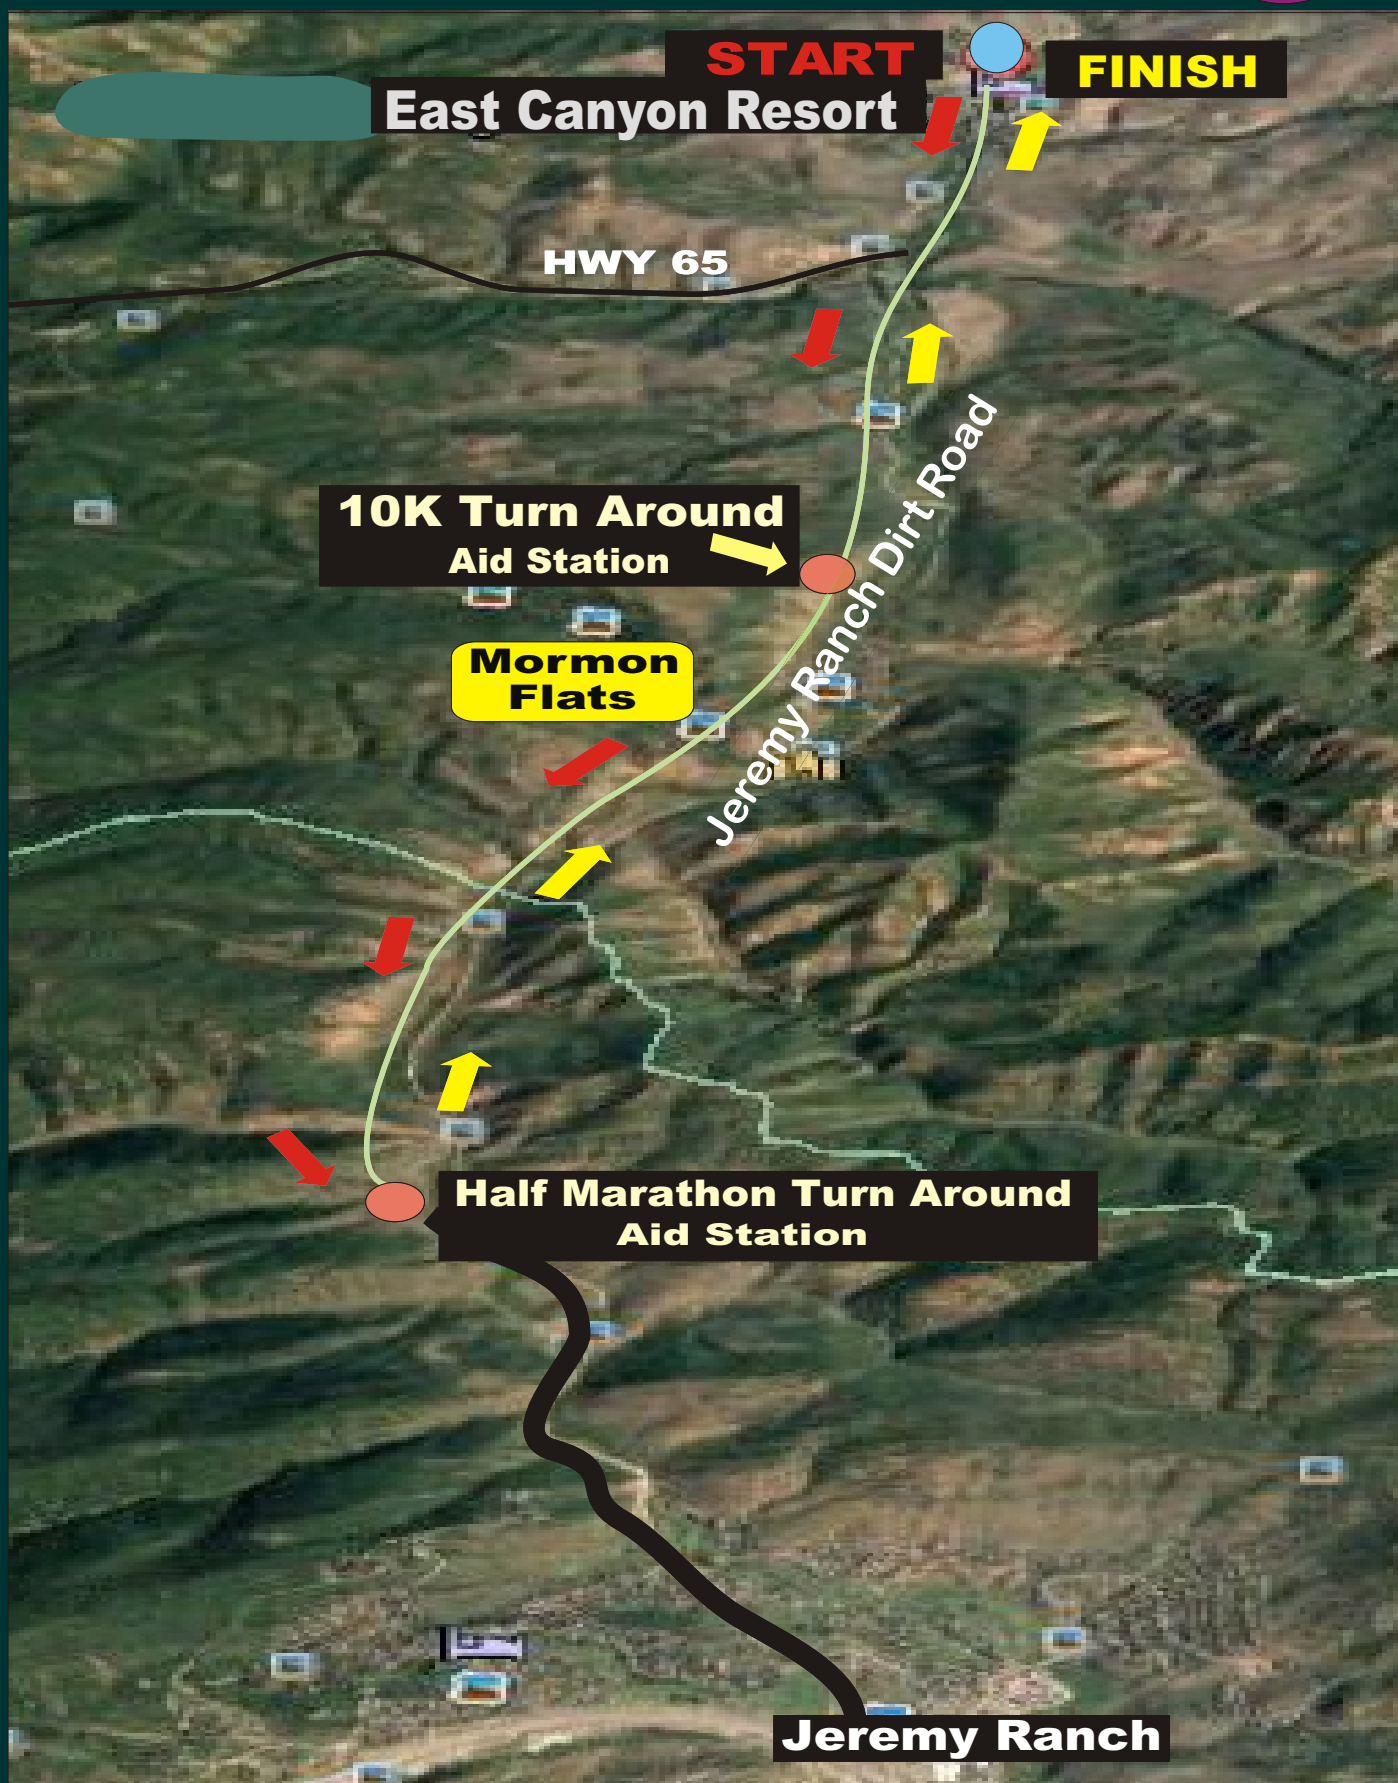 START
FINISH
East Canyon Resort
HWY 65
10K Turn Around
Aid Station
Jeremy Ranch Dirt Road
Mormon
Flats
Half Marathon Turn Around
Aid Station
Jeremy Ranch